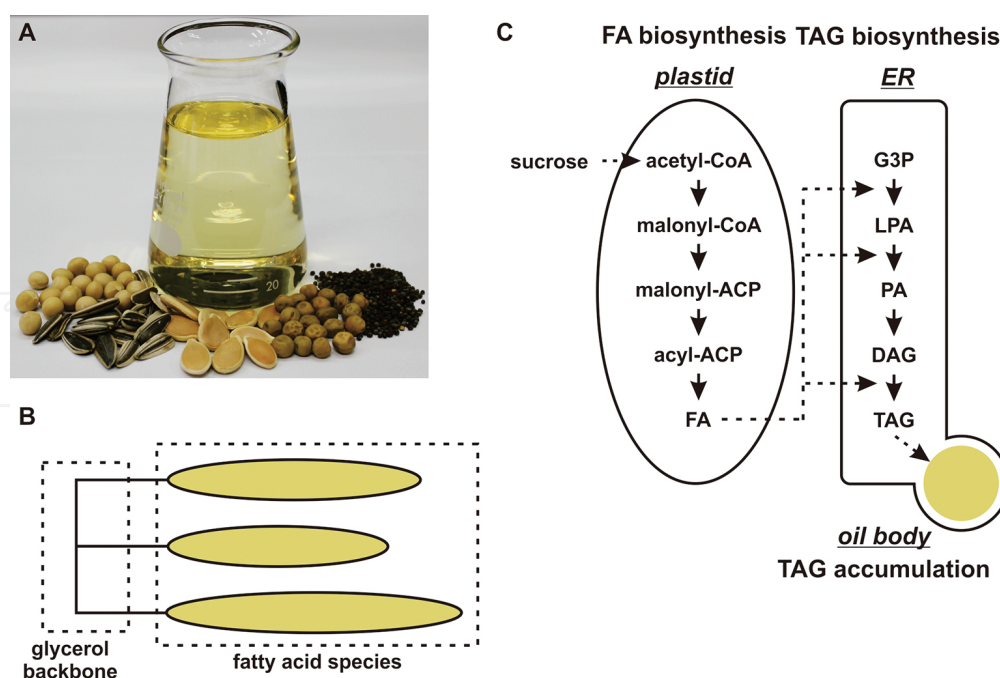 A
20
B
glycerol
backbone
fatty acid species
C
FA biosynthesis TAG biosynthesis
plastid
ER
sucrose
acetyl-CoA
malonyl-CoA
malonyl-ACP
acyl-ACP
FA
G3P
LPA
PA
DAG
TAG
oil body
TAG accumulation